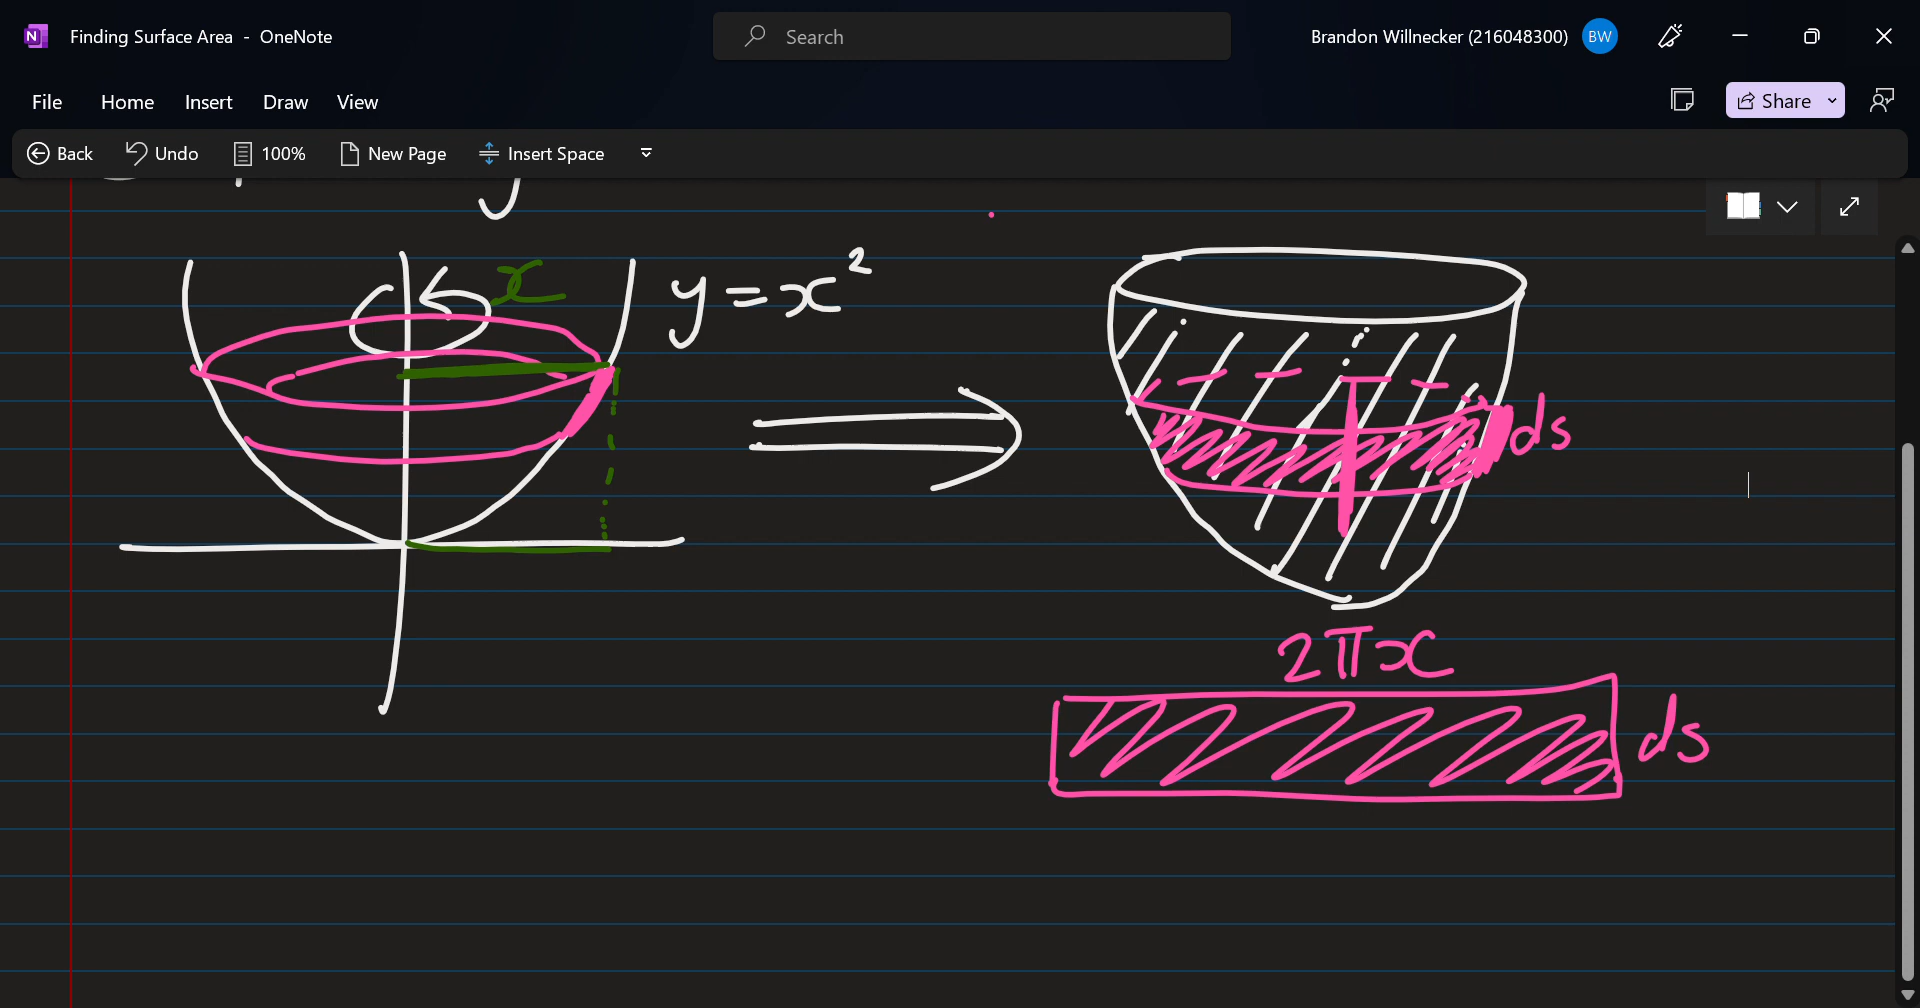 Finding Surface Area - OneNote
Search
Brandon Willnecker (216048300) BW
File Home Insert Draw View
Share
Back Undo 100% New Page Insert Space
x
y = x²
ds
2πx
ds